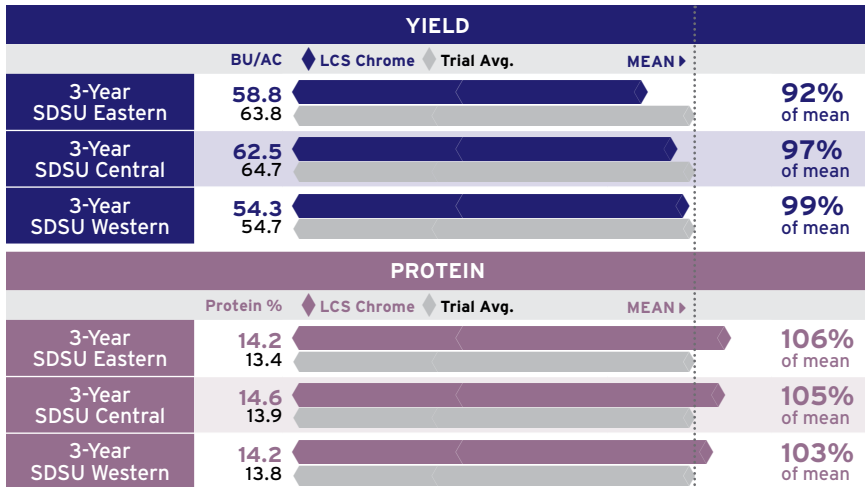 YIELD
BU/AC LCS Chrome Trial Avg. MEAN
3-Year 58.8 92%
SDSU Eastern 63.8 of mean
3-Year 62.5 97%
SDSU Central 64.7 of mean
3-Year 54.3 99%
SDSU Western 54.7 of mean
PROTEIN
Protein % LCS Chrome Trial Avg. MEAN
3-Year 14.2 106%
SDSU Eastern 13.4 of mean
3-Year 14.6 105%
SDSU Central 13.9 of mean
3-Year 14.2 103%
SDSU Western 13.8 of mean